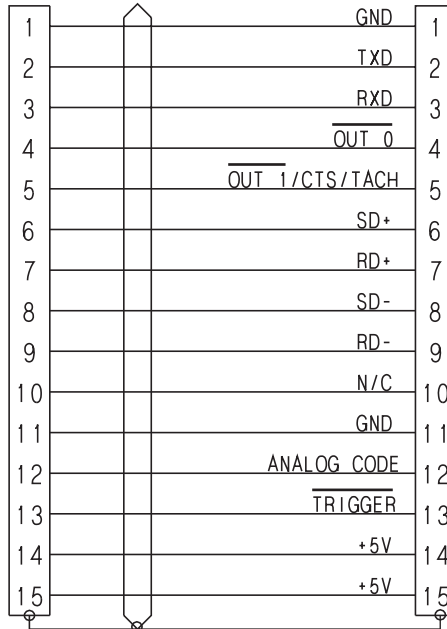 1 GND 1
2 TXD 2
3 RXD 3
4 OUT 0 4
5 OUT 1/CTS/TACH 5
6 SD+ 6
7 RD+ 7
8 SD- 8
9 RD- 9
10 N/C 10
11 GND 11
12 ANALOG CODE 12
13 TRIGGER 13
14 +5V 14
15 +5V 15